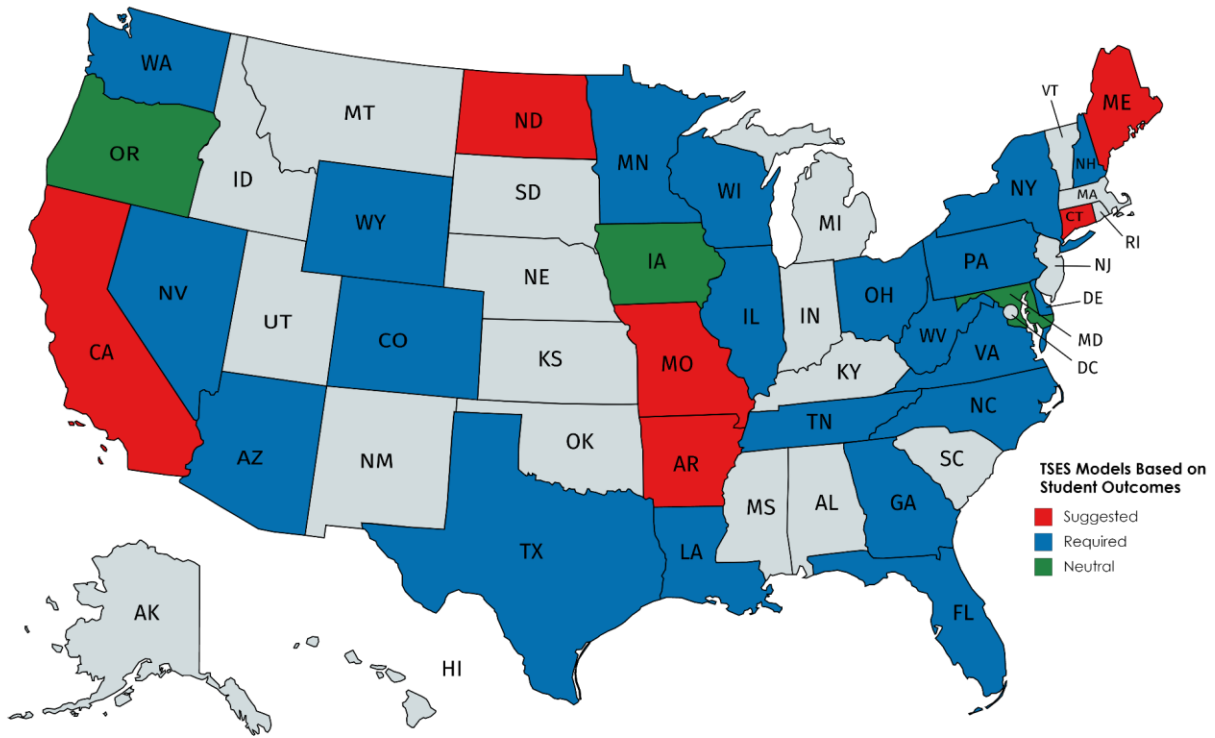 WA
OR
CA
NV
ID
MT
WY
UT
CO
AZ
NM
ND
SD
NE
KS
OK
TX
MN
IA
MO
AR
LA
WI
IL
MI
IN
OH
KY
TN
MS
AL
GA
FL
SC
NC
VA
WV
PA
NY
VT
NH
ME
MA
CT
RI
NJ
DE
MD
DC
AK
HI
TSES Models Based on
Student Outcomes
Suggested
Required
Neutral